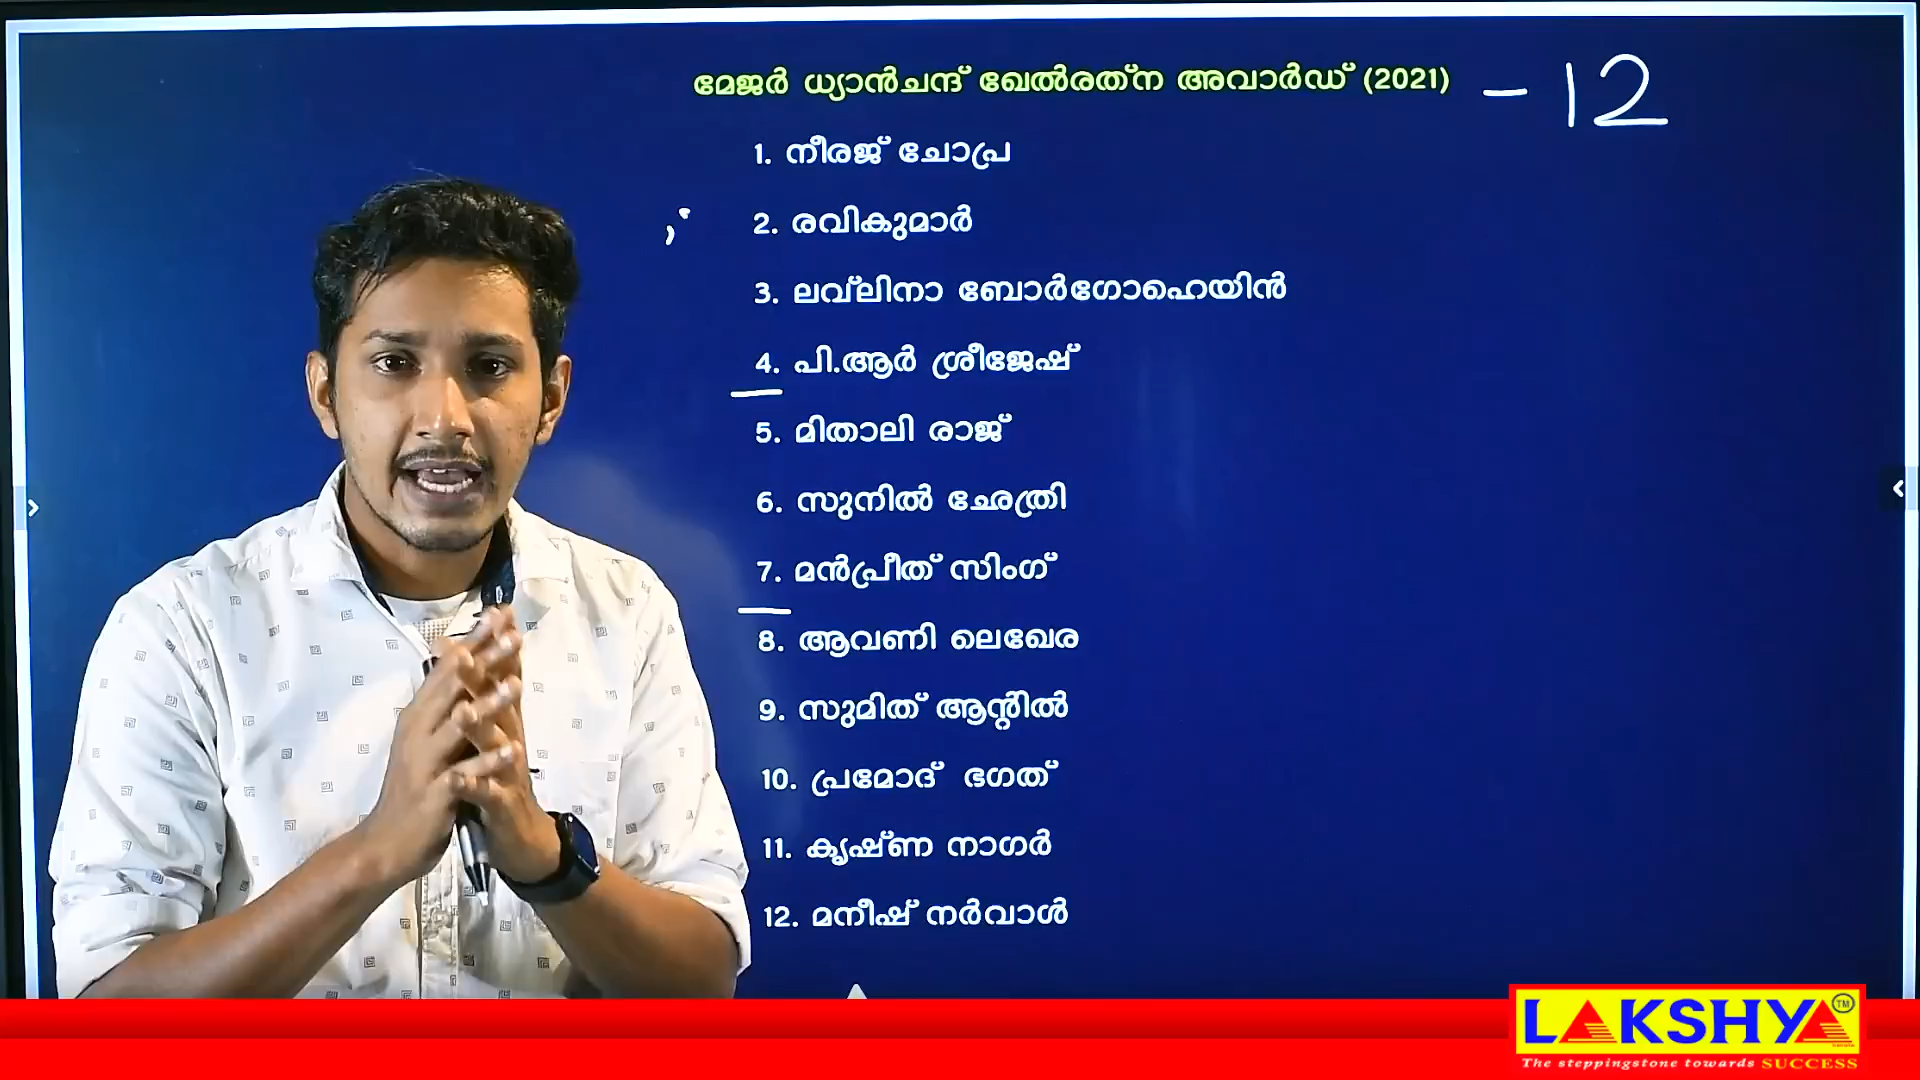 മേജർ ധ്യാൻചന്ദ് ഖേൽരത്ന അവാർഡ് (2021) - 12
1. നീരജ് ചോപ്ര
2. രവികുമാർ
3. ലവ്‌ലിനാ ബോർഗോഹെയിൻ
4. പി.ആർ ശ്രീജേഷ്
5. മിതാലി രാജ്
6. സുനിൽ ഛേത്രി
7. മൻപ്രീത് സിംഗ്
8. ആവണി ലെഖേര
9. സുമിത് ആന്റിൽ
10. പ്രമോദ് ഭഗത്
11. കൃഷ്ണ നാഗർ
12. മനീഷ് നർവാൾ
LAKSHYA TM
The steppingstone towards SUCCESS